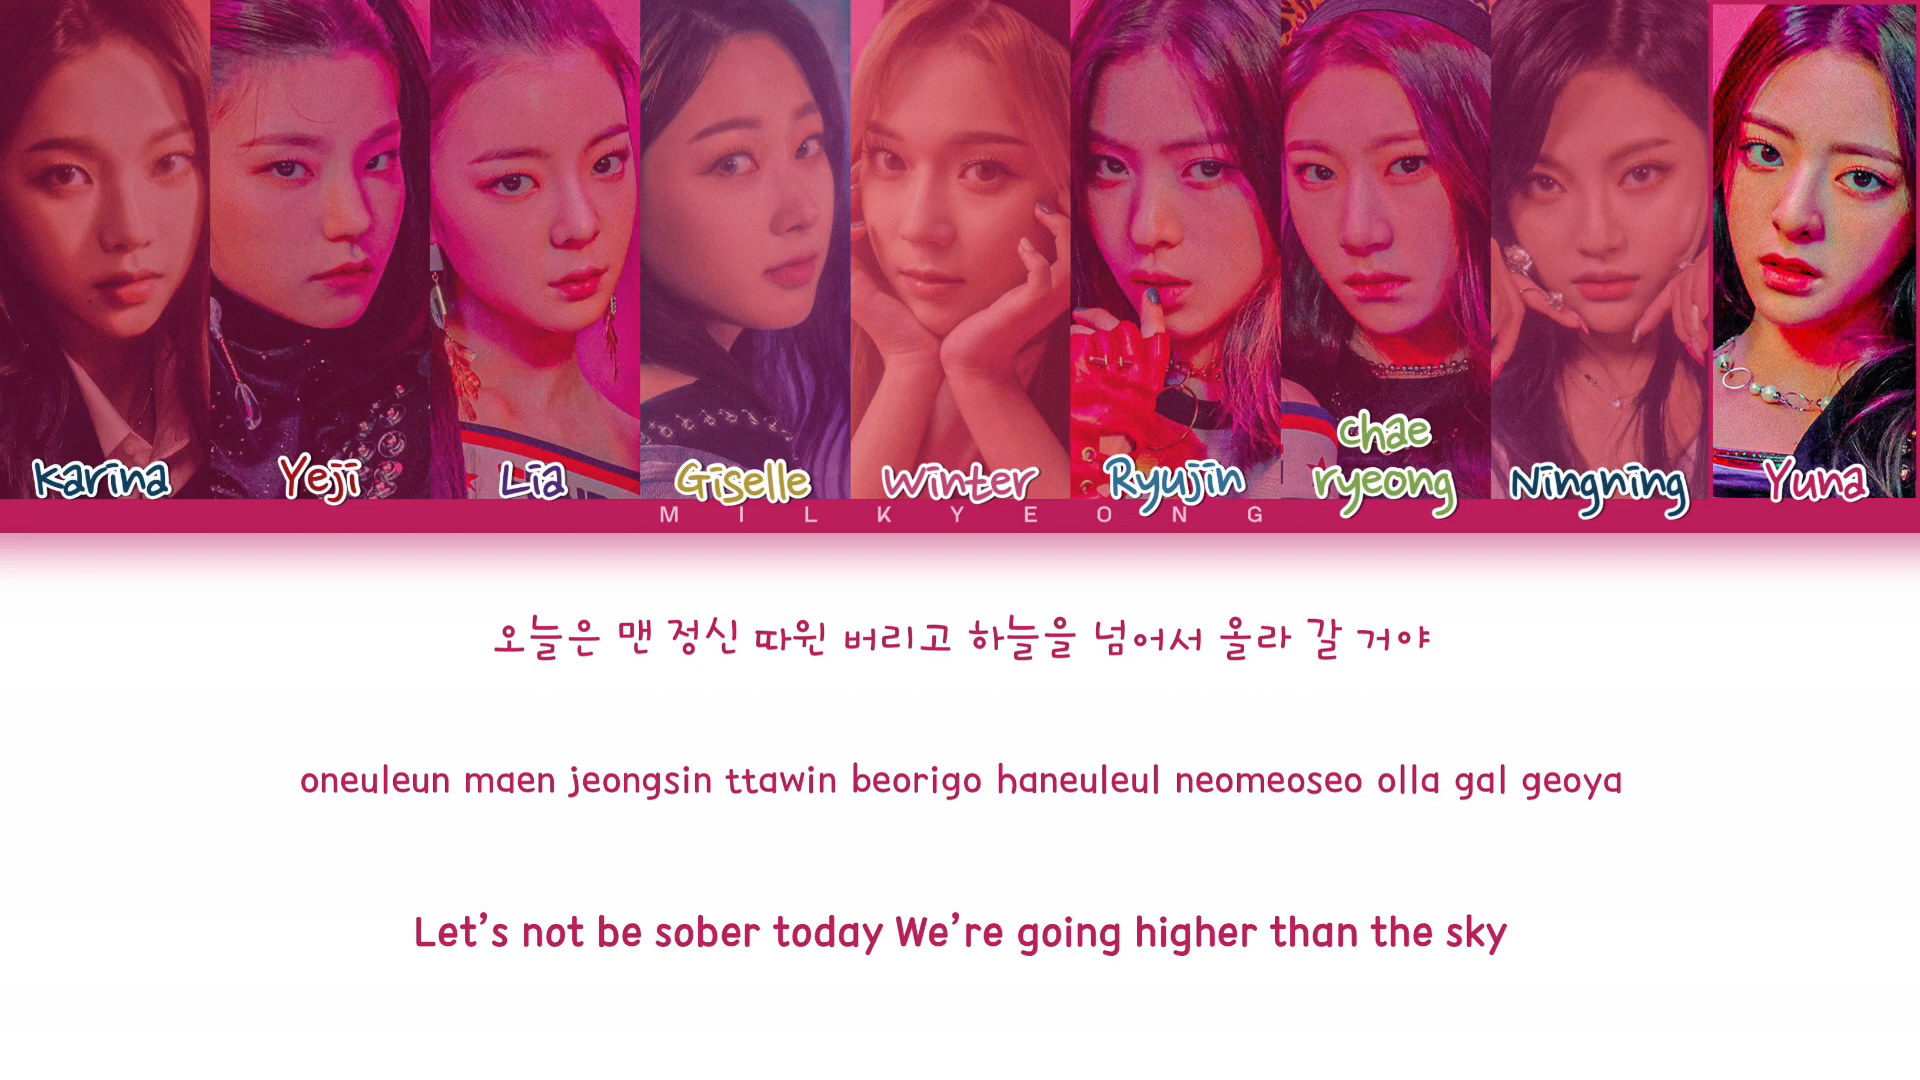 Karina
Yeji
Lia
Giselle
Winter
Ryujin
chae
ryeong
Ningning
Yuna
MILKYEONG
오늘은 맨 정신 따윈 버리고 하늘을 넘어서 올라 갈 거야
oneuleun maen jeongsin ttawin beorigo haneuleul neomeoseo olla gal geoya
Let’s not be sober today We’re going higher than the sky